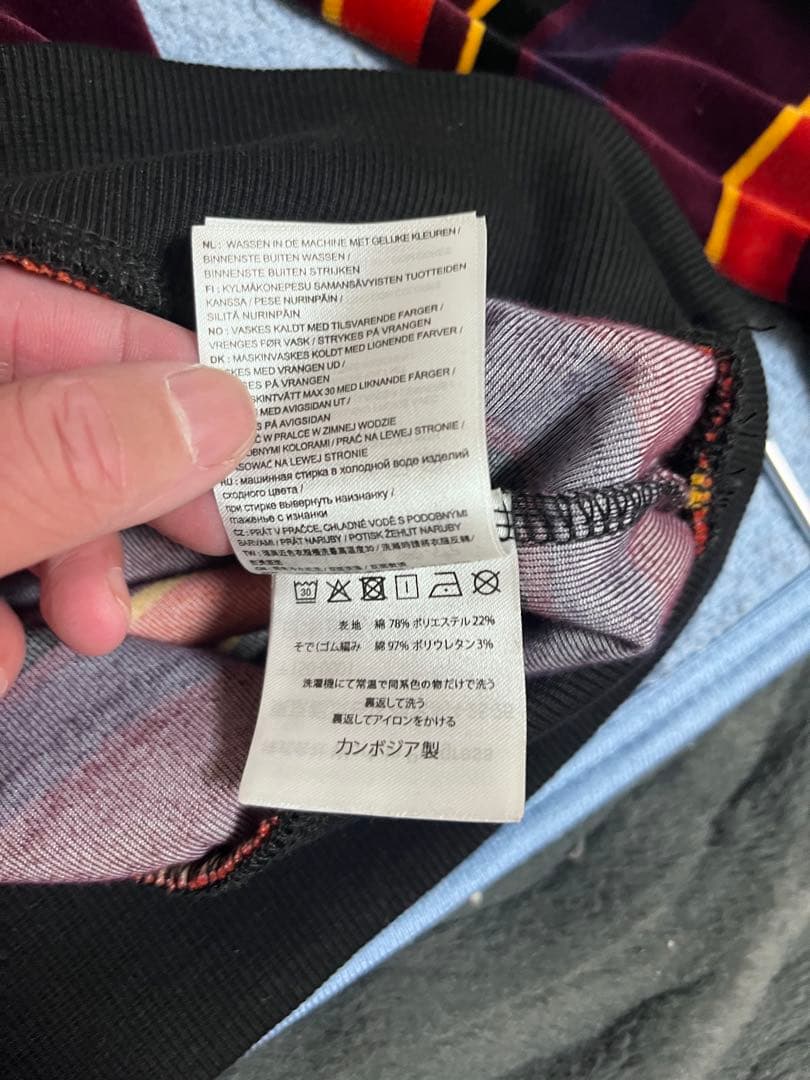 NL : WASSEN IN DE MACHINE MET GELIJKE KLEUREN /
BINNENSTE BUITEN WASSEN /
BINNENSTE BUITEN STRIJKEN
FI : KYLMÄKONEPESU SAMANSÄVYISTEN TUOTTEIDEN
KANSSA / PESE NURINPÄIN /
SILITÄ NURINPÄIN
NO : VASKES KALDT MED TILSVARENDE FARGER /
VRENGES FØR VASK / STRYKES PÅ VRANGEN
DK : MASKINVASKES KOLDT MED LIGNENDE FARVER /
MED VRANGEN UD /
PÅ VRANGEN
MAX 30 MED LIKNANDE FÄRGER /
MED AVIGSIDAN UT /
PÅ AVIGSIDAN
W PRALCE W ZIMNEJ WODZIE
KOLORAMI / PRAĆ NA LEWEJ STRONIE /
NA LEWEJ STRONIE
RU : машинная стирка в холодной воде изделий
сходного цвета /
при стирке вывернуть наизнанку /
глаженье с изнанки
CZ : PRÁT V PRAČCE, CHLADNÉ VODĚ S PODOBNÝMI
BARVAMI / PRÁT NARUBY / POTISK ŽEHLIT NARUBY
30
表地 綿 78% ポリエステル 22%
そで(ゴム編み 綿 97% ポリウレタン 3%
洗濯機にて常温で同系色の物だけで洗う
裏返して洗う
裏返してアイロンをかける
カンボジア製